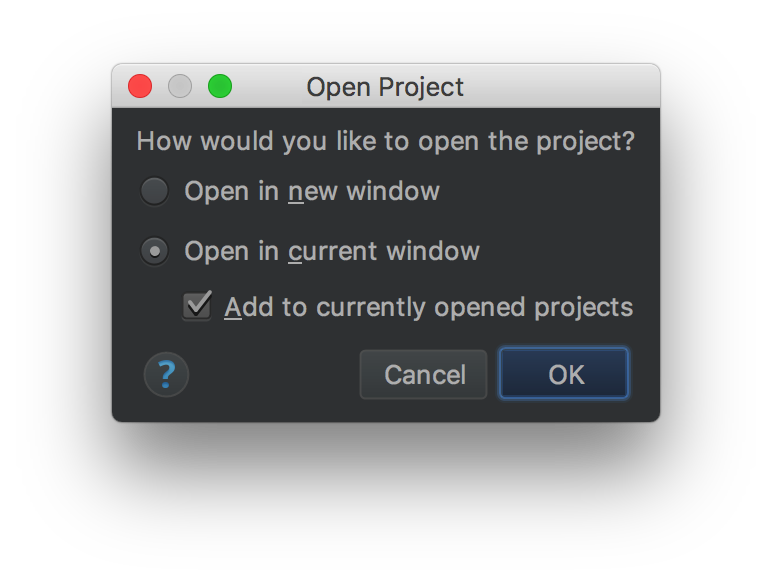 Open Project
How would you like to open the project?
Open in new window
Open in current window
Add to currently opened projects
?
Cancel
OK